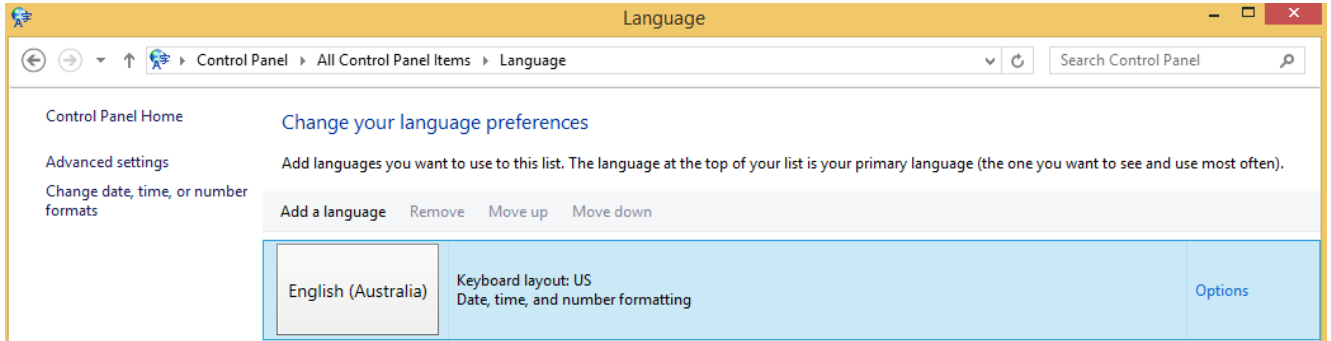 Language
Control Panel
All Control Panel Items
Language
Search Control Panel
Control Panel Home
Advanced settings
Change date, time, or number
formats
Change your language preferences
Add languages you want to use to this list. The language at the top of your list is your primary language (the one you want to see and use most often).
Add a language Remove Move up Move down
English (Australia)
Keyboard layout: US
Date, time, and number formatting
Options